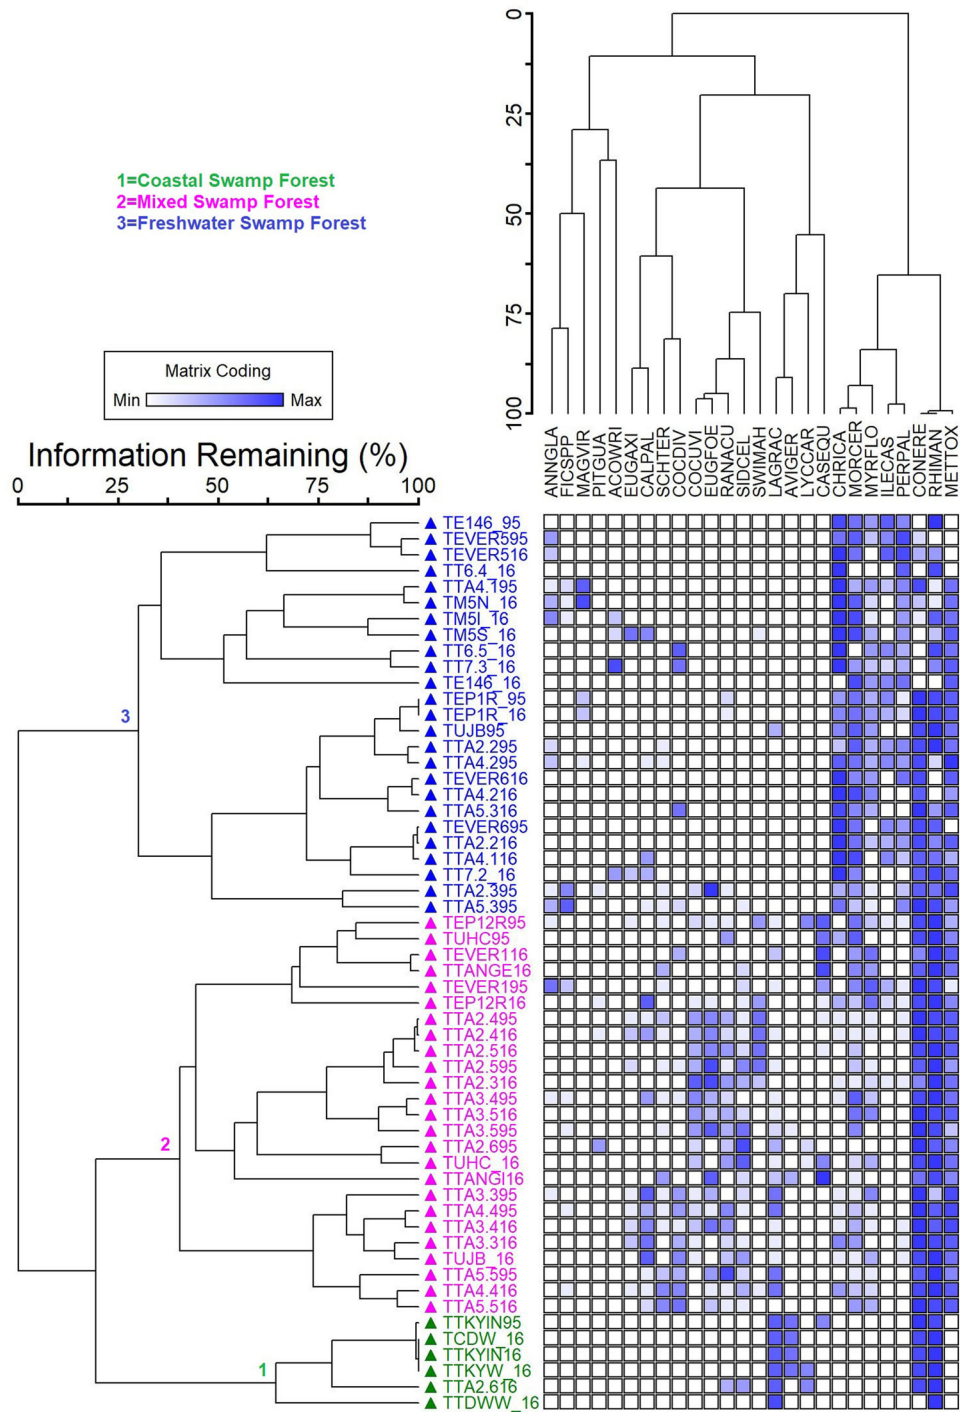 0
25
50
75
100
1=Coastal Swamp Forest
2=Mixed Swamp Forest
3=Freshwater Swamp Forest
Matrix Coding
Min Max
Information Remaining (%)
0 25 50 75 100
ANNGLA
FICSPP
MAGVIR
PITGUA
ACOWRI
EUGAXI
CALPAL
SCHTER
COCDIV
COCUVI
EUGFOE
RANACU
SIDCEL
SWIMAH
LAGRAC
AVIGER
LYCCAR
CASEQU
CHRICA
MORCER
MYRFLO
ILECAS
PERPAL
CONERE
RHIMAN
METTOX
TE146_95
TEVER595
TEVER516
TT6.4_16
TTA4.195
TM5N_16
TM5I_16
TM5S_16
TT6.5_16
TT7.3_16
TE146_16
TEP1R_95
3
TEP1R_16
TUJB95
TTA2.295
TTA4.295
TEVER616
TTA4.216
TTA5.316
TEVER695
TTA2.216
TTA4.116
TT7.2_16
TTA2.395
TTA5.395
TEP12R95
TUHC95
TEVER116
TTANGE16
TEVER195
TEP12R16
TTA2.495
TTA2.416
TTA2.516
TTA2.595
TTA2.316
TTA3.495
TTA3.516
TTA3.595
2
TTA2.695
TUHC_16
TTANGI16
TTA3.395
TTA4.495
TTA3.416
TTA3.316
TUJB_16
TTA5.595
TTA4.416
TTA5.516
TTKYIN95
TCDW_16
TTKYIN16
1
TTKYW_16
TTA2.616
TTDWW_16